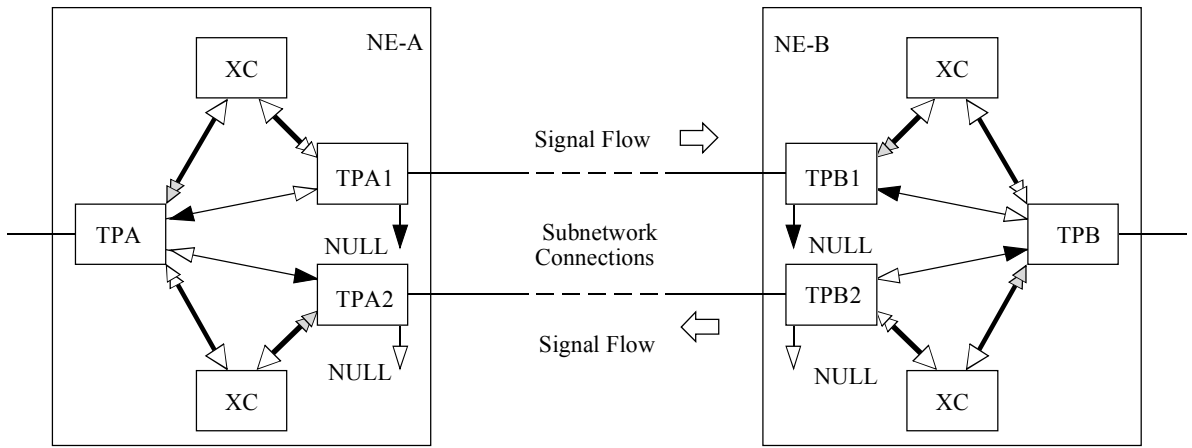 NE-A
NE-B
XC
XC
Signal Flow
TPA1
TPB1
TPA
TPB
NULL
Subnetwork
Connections
NULL
TPA2
TPB2
Signal Flow
NULL
NULL
XC
XC